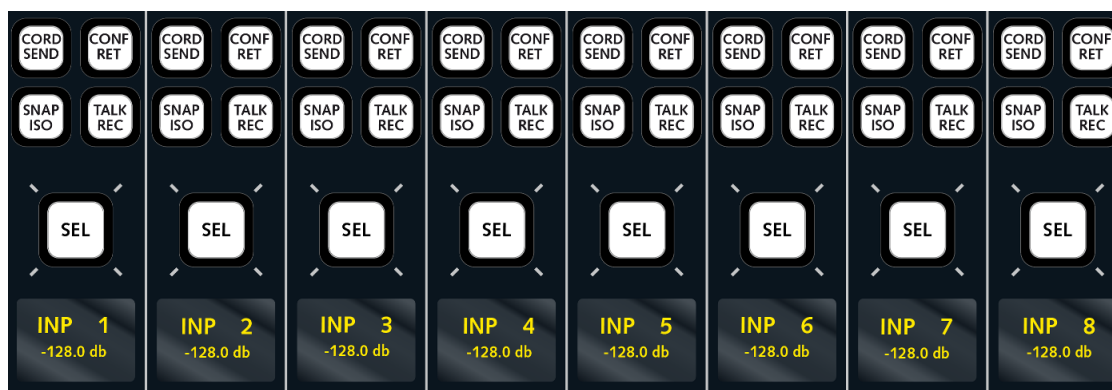 CORD SEND CONF RET CORD SEND CONF RET CORD SEND CONF RET CORD SEND CONF RET CORD SEND CONF RET CORD SEND CONF RET CORD SEND CONF RET CORD SEND CONF RET
SNAP ISO TALK REC SNAP ISO TALK REC SNAP ISO TALK REC SNAP ISO TALK REC SNAP ISO TALK REC SNAP ISO TALK REC SNAP ISO TALK REC SNAP ISO TALK REC
SEL SEL SEL SEL SEL SEL SEL SEL
INP 1 INP 2 INP 3 INP 4 INP 5 INP 6 INP 7 INP 8
-128.0 db -128.0 db -128.0 db -128.0 db -128.0 db -128.0 db -128.0 db -128.0 db